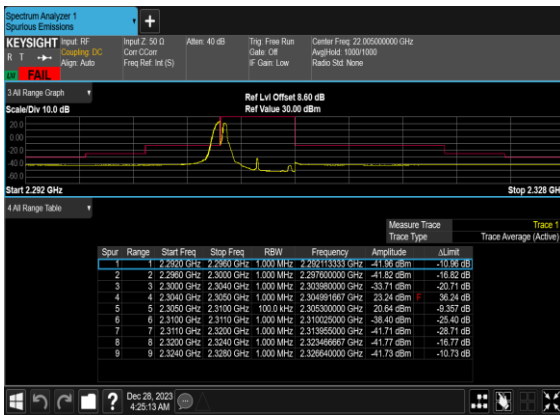 Spectrum Analyzer 1
Spurious Emissions
KEYSIGHT Input: RF Input Z: 50 Ω Atten: 40 dB Trig: Free Run Center Freq: 22.005000000 GHz
R T Coupling: DC Corr CCorr Gate: Off Avg|Hold: 1000/1000
Align: Auto Freq Ref: Int (S) IF Gain: Low Radio Std: None
LXI FAIL
3 All Range Graph
Ref Lvl Offset 8.60 dB
Scale/Div 10.0 dB Ref Value 30.00 dBm
20.0
0.00
-20.0
-40.0
-60.0
Start 2.292 GHz Stop 2.328 GH
4 All Range Table
Measure Trace Trace 1
Trace Type Trace Average (Active)
Spur Range Start Freq Stop Freq RBW Frequency Amplitude ΔLimit
1 1 2.2920 GHz 2.2960 GHz 1.000 MHz 2.292113333 GHz -41.96 dBm -10.96 dB
2 2 2.2960 GHz 2.3000 GHz 1.000 MHz 2.297600000 GHz -41.82 dBm -16.82 dB
3 3 2.3000 GHz 2.3040 GHz 1.000 MHz 2.303980000 GHz -33.71 dBm -20.71 dB
4 4 2.3040 GHz 2.3050 GHz 1.000 MHz 2.304991667 GHz 23.24 dBm F 36.24 dB
5 5 2.3050 GHz 2.3100 GHz 100.0 kHz 2.305300000 GHz 20.64 dBm -9.357 dB
6 6 2.3100 GHz 2.3110 GHz 1.000 MHz 2.310025000 GHz -38.40 dBm -25.40 dB
7 7 2.3110 GHz 2.3200 GHz 1.000 MHz 2.313955000 GHz -41.71 dBm -28.71 dB
8 8 2.3200 GHz 2.3240 GHz 1.000 MHz 2.323466667 GHz -41.77 dBm -16.77 dB
9 9 2.3240 GHz 2.3280 GHz 1.000 MHz 2.326640000 GHz -41.73 dBm -10.73 dB
Dec 28, 2023
4:25:13 AM